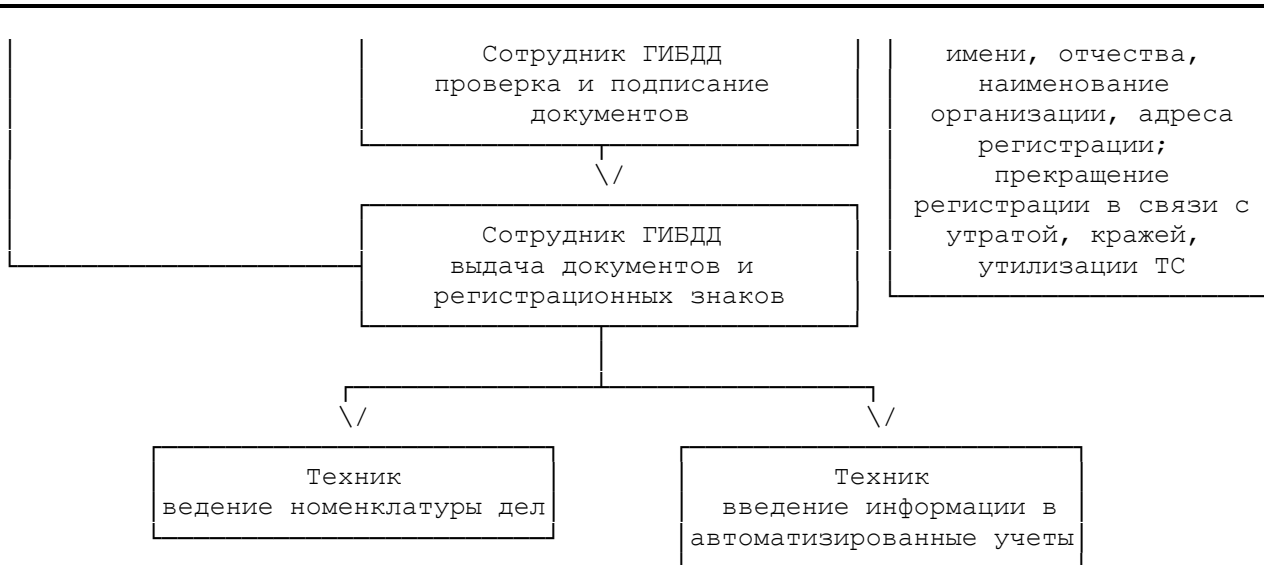 Сотрудник ГИБДД
проверка и подписание
документов
имени, отчества,
наименование
организации, адреса
регистрации;
прекращение
регистрации в связи с
утратой, кражей,
утилизации ТС
\/
Сотрудник ГИБДД
выдача документов и
регистрационных знаков
\/
\/
Техник
ведение номенклатуры дел
Техник
введение информации в
автоматизированные учеты